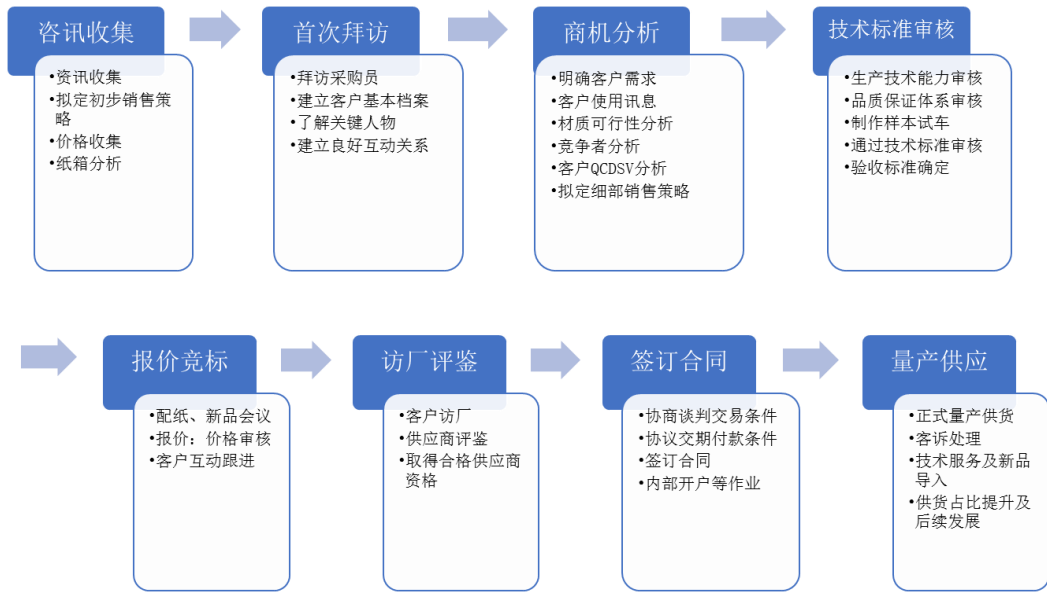 咨讯收集
•资讯收集
•拟定初步销售策
略
•价格收集
•纸箱分析
首次拜访
•拜访采购员
•建立客户基本档案
•了解关键人物
•建立良好互动关系
商机分析
•明确客户需求
•客户使用讯息
•材质可行性分析
•竞争者分析
•客户QCDSV分析
•拟定细部销售策略
技术标准审核
•生产技术能力审核
•品质保证体系审核
•制作样本试车
•通过技术标准审核
•验收标准确定
报价竞标
•配纸、新品会议
•报价：价格审核
•客户互动跟进
访厂评鉴
•客户访厂
•供应商评鉴
•取得合格供应商
资格
签订合同
•协商谈判交易条件
•协议交期付款条件
•签订合同
•内部开户等作业
量产供应
•正式量产供货
•客诉处理
•技术服务及新品
导入
•供货占比提升及
后续发展